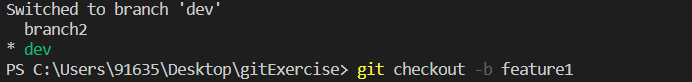 Switched to branch 'dev'
  branch2
* dev
PS C:\Users\91635\Desktop\gitExercise> git checkout -b feature1